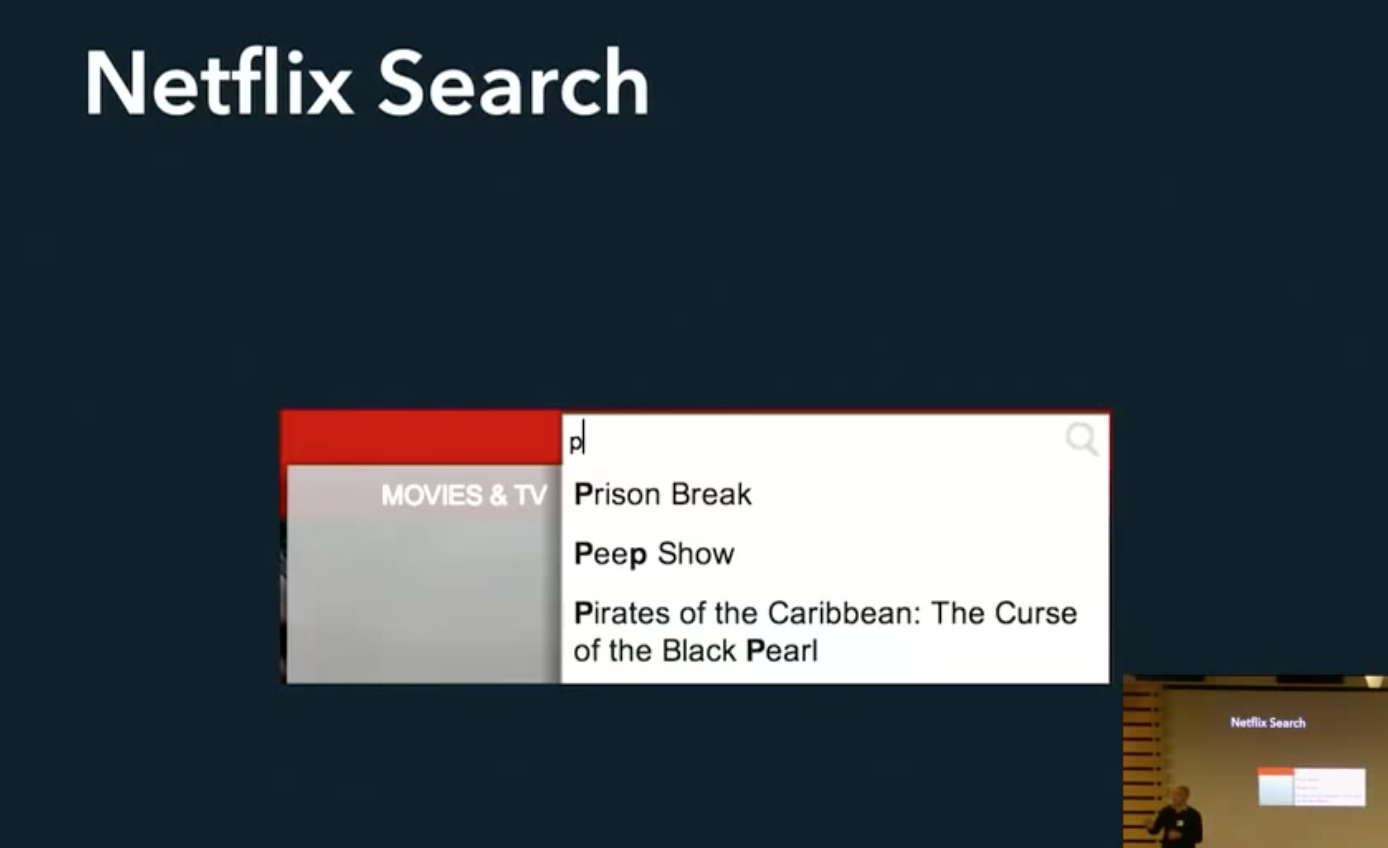 Netflix Search
p
MOVIES & TV
Prison Break
Peep Show
Pirates of the Caribbean: The Curse
of the Black Pearl
Netflix Search